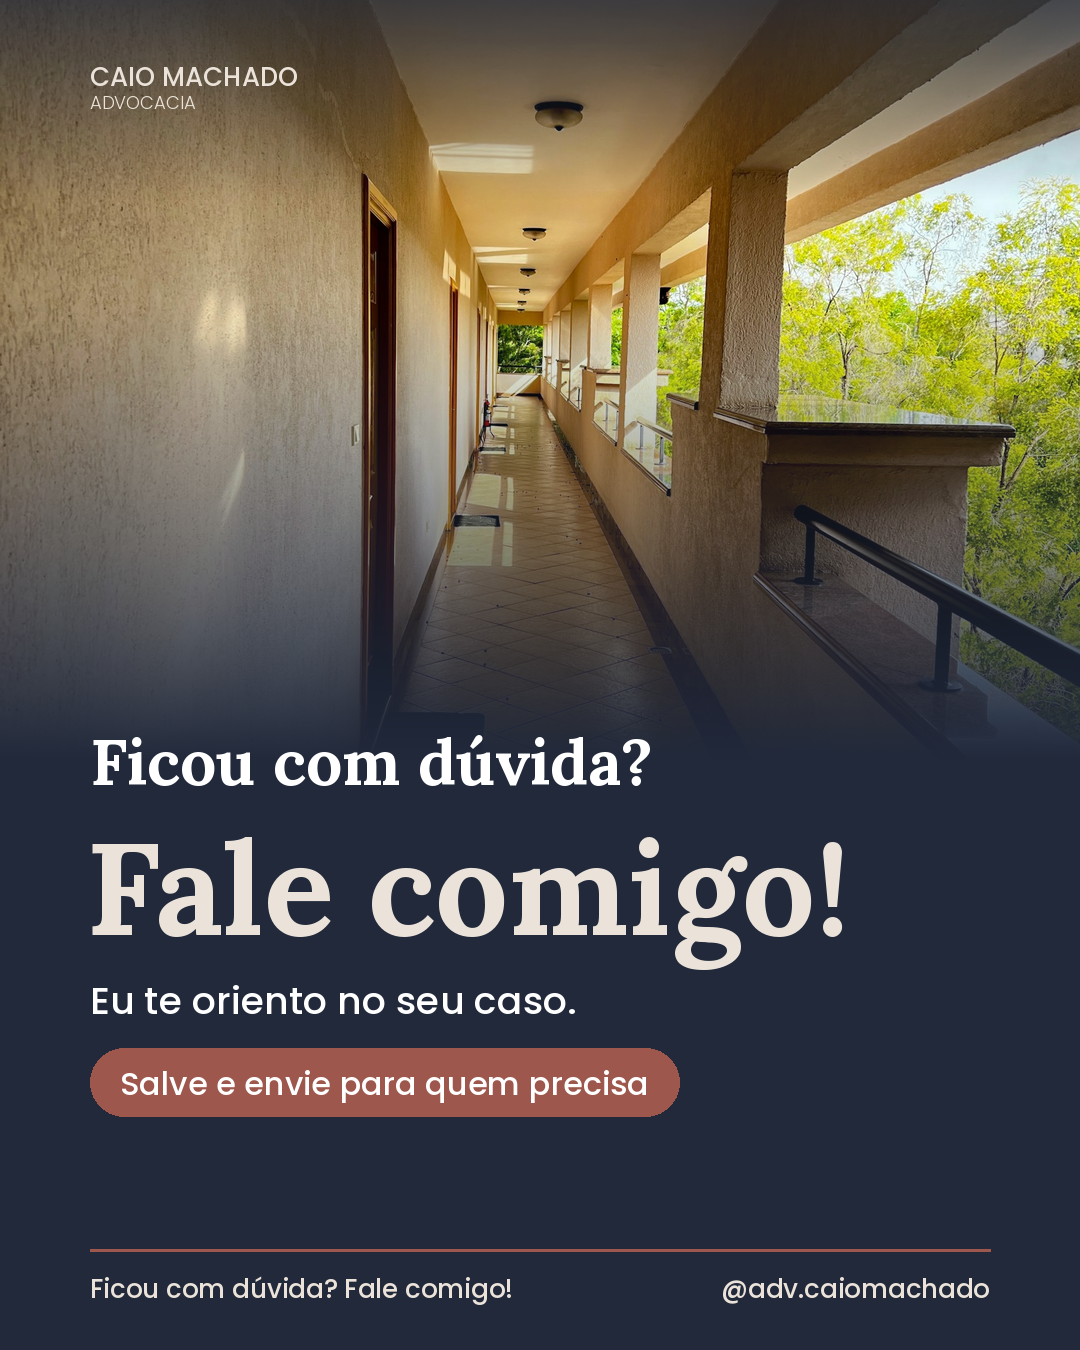 CAIO MACHADO
ADVOCACIA
Ficou com dúvida?
Fale comigo!
Eu te oriento no seu caso.
Salve e envie para quem precisa
Ficou com dúvida? Fale comigo!
@adv.caiomachado